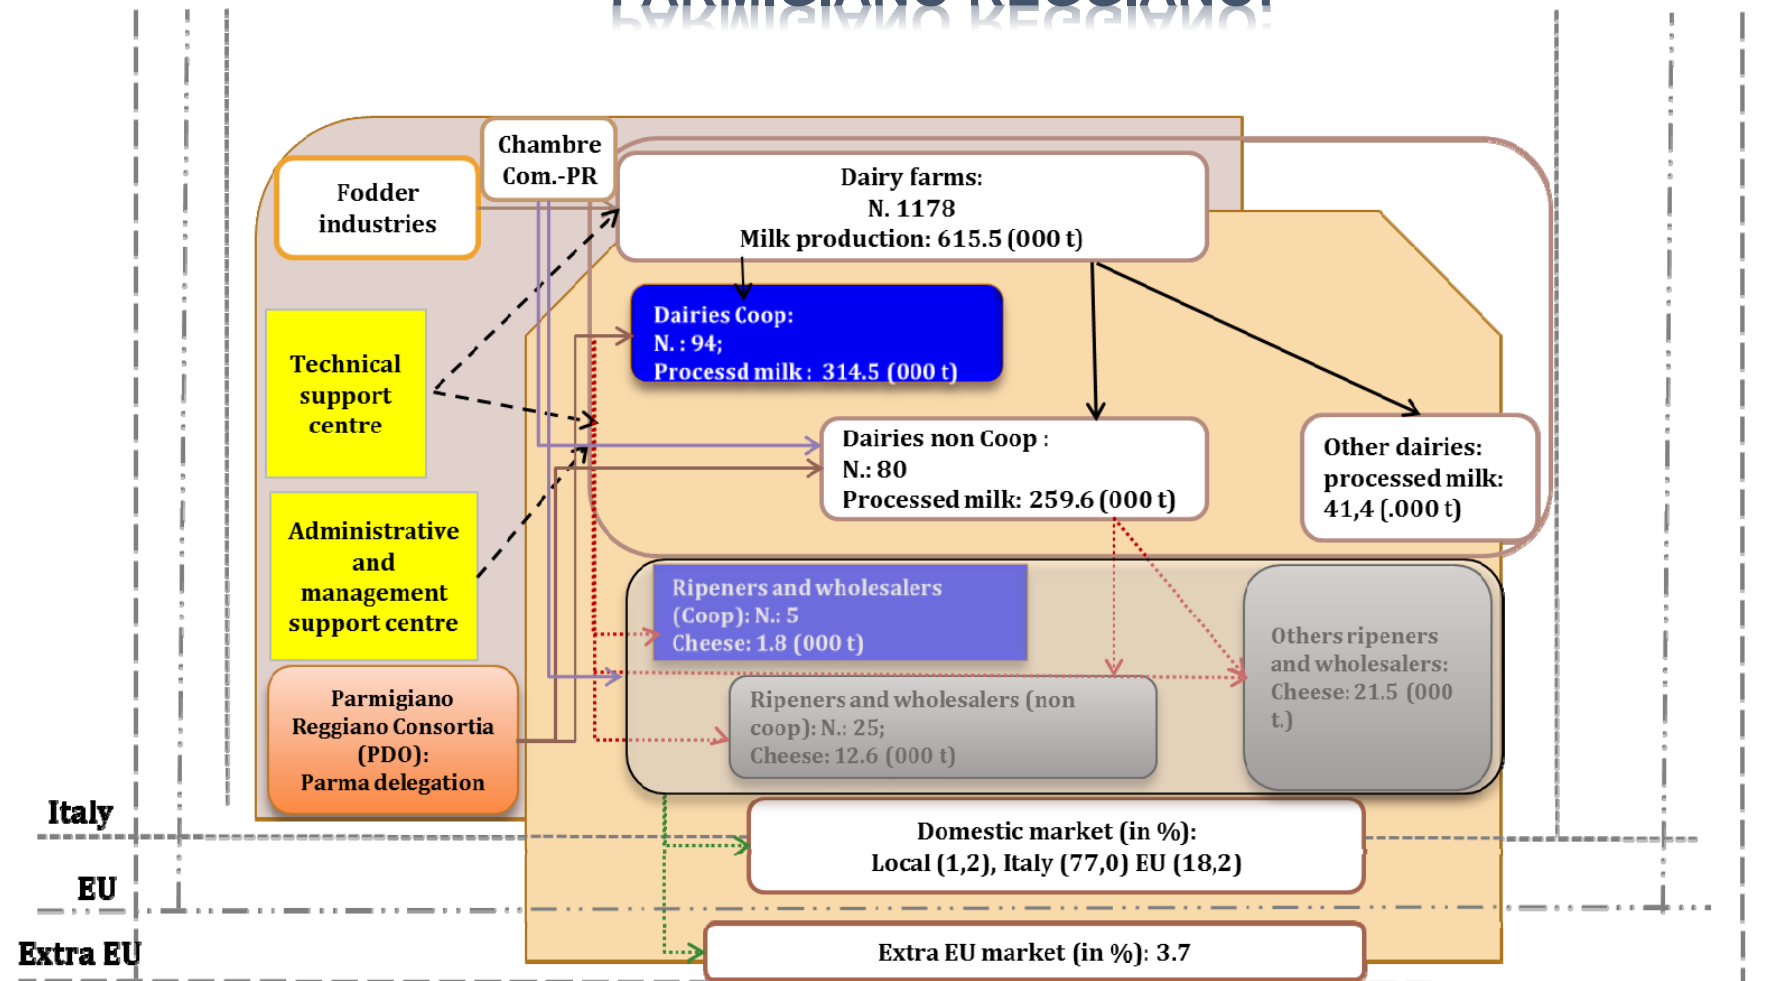 PARMIGIANO REGGIANO:
Chambre
Com.-PR
Fodder
industries
Dairy farms:
N. 1178
Milk production: 615.5 (000 t)
Dairies Coop:
N. : 94;
Processd milk : 314.5 (000 t)
Technical
support
centre
Dairies non Coop :
N.: 80
Processed milk: 259.6 (000 t)
Other dairies:
processed milk:
41,4 (.000 t)
Administrative
and
management
support centre
Ripeners and wholesalers
(Coop): N.: 5
Cheese: 1.8 (000 t)
Others ripeners
and wholesalers:
Cheese: 21.5 (000
t.)
Parmigiano
Reggiano Consortia
(PDO):
Parma delegation
Ripeners and wholesalers (non
coop): N.: 25;
Cheese: 12.6 (000 t)
Italy
Domestic market (in %):
Local (1,2), Italy (77,0) EU (18,2)
EU
Extra EU
Extra EU market (in %): 3.7